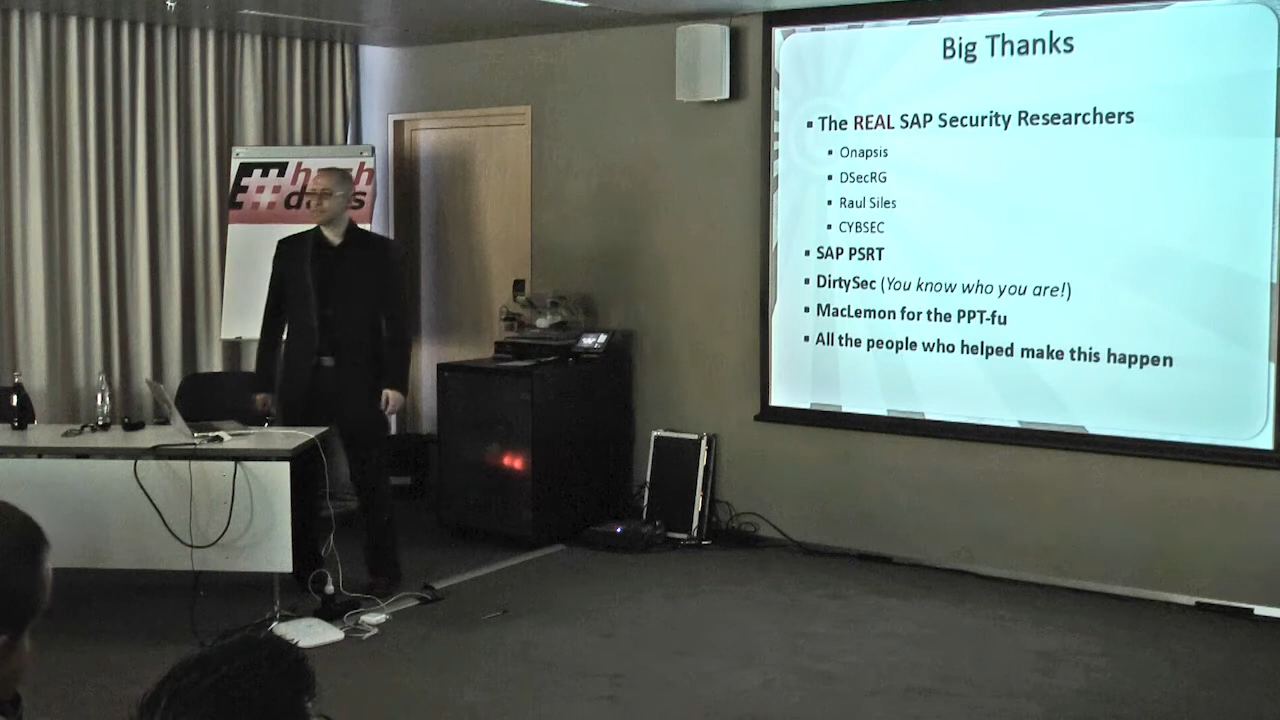 hash
days
Big Thanks
The REAL SAP Security Researchers
Onapsis
DSecRG
Raul Siles
CYBSEC
SAP PSRT
DirtySec (You know who you are!)
MacLemon for the PPT-fu
All the people who helped make this happen